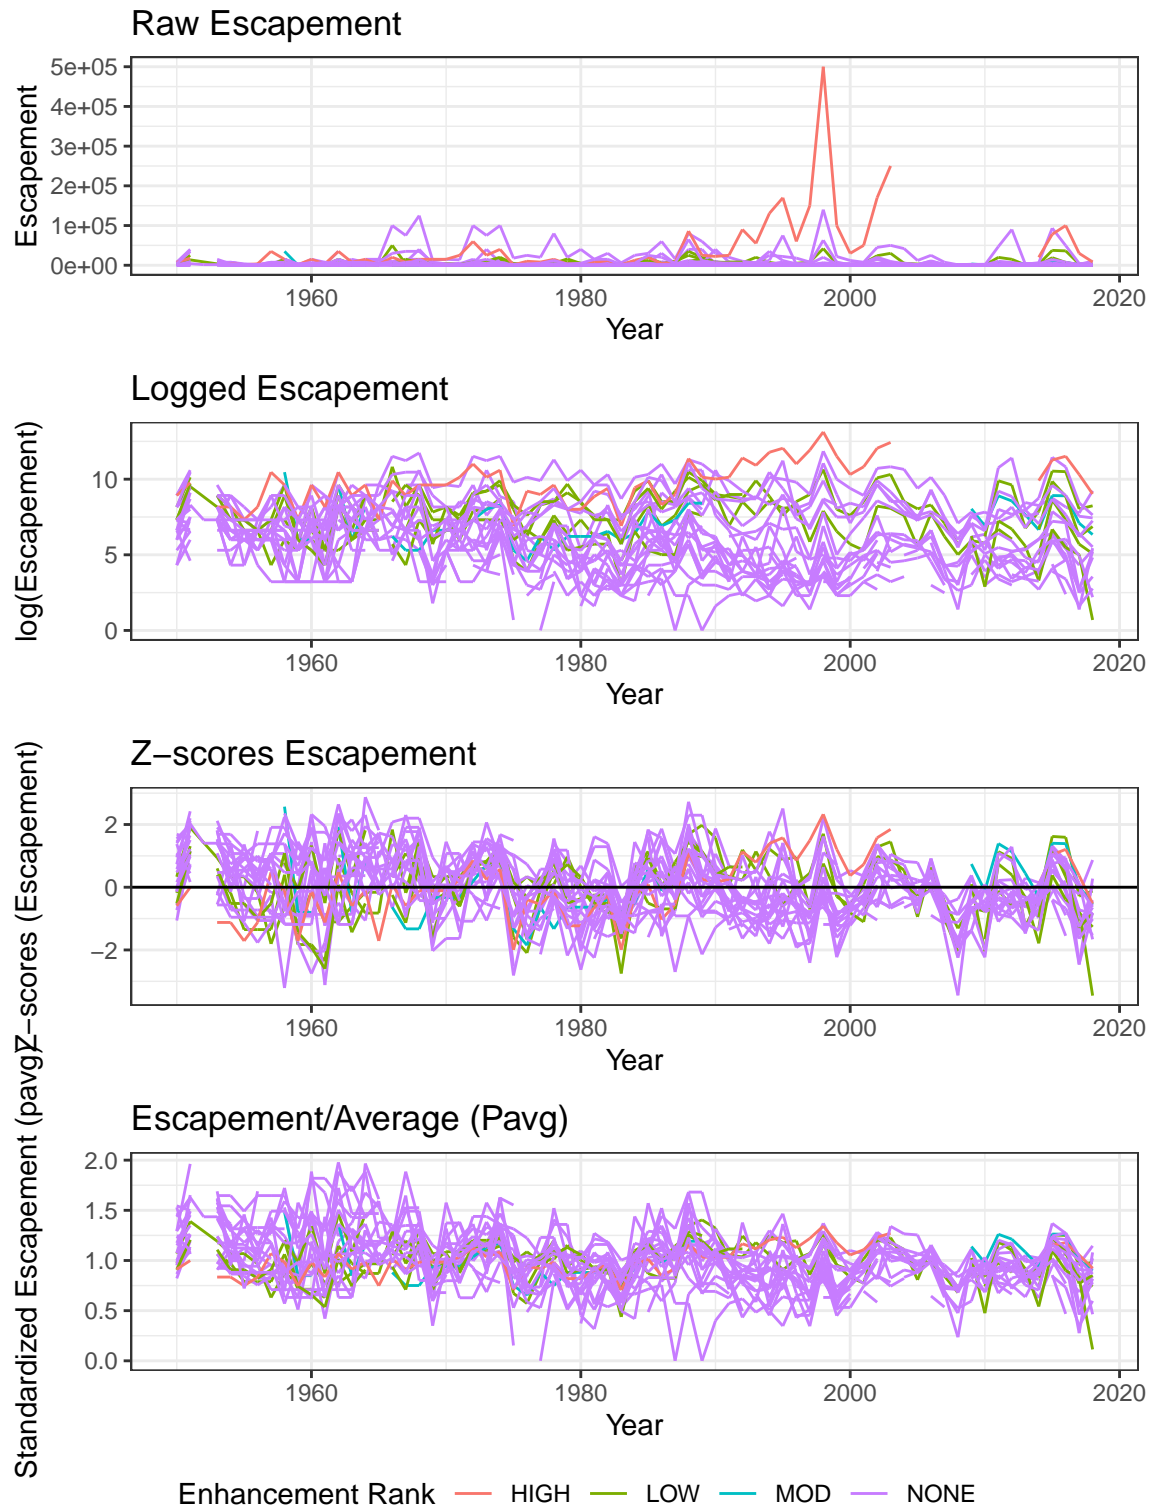 Raw Escapement
Escapement
5e+05
4e+05
3e+05
2e+05
1e+05
0e+00
1960 1980 2000 2020
Year
Logged Escapement
log(Escapement)
10
5
0
1960 1980 2000 2020
Year
Z−scores Escapement
Z−scores (Escapement)
2
0
−2
1960 1980 2000 2020
Year
Escapement/Average (Pavg)
Standardized Escapement (pavg)
2.0
1.5
1.0
0.5
0.0
1960 1980 2000 2020
Year
Enhancement Rank HIGH LOW MOD NONE